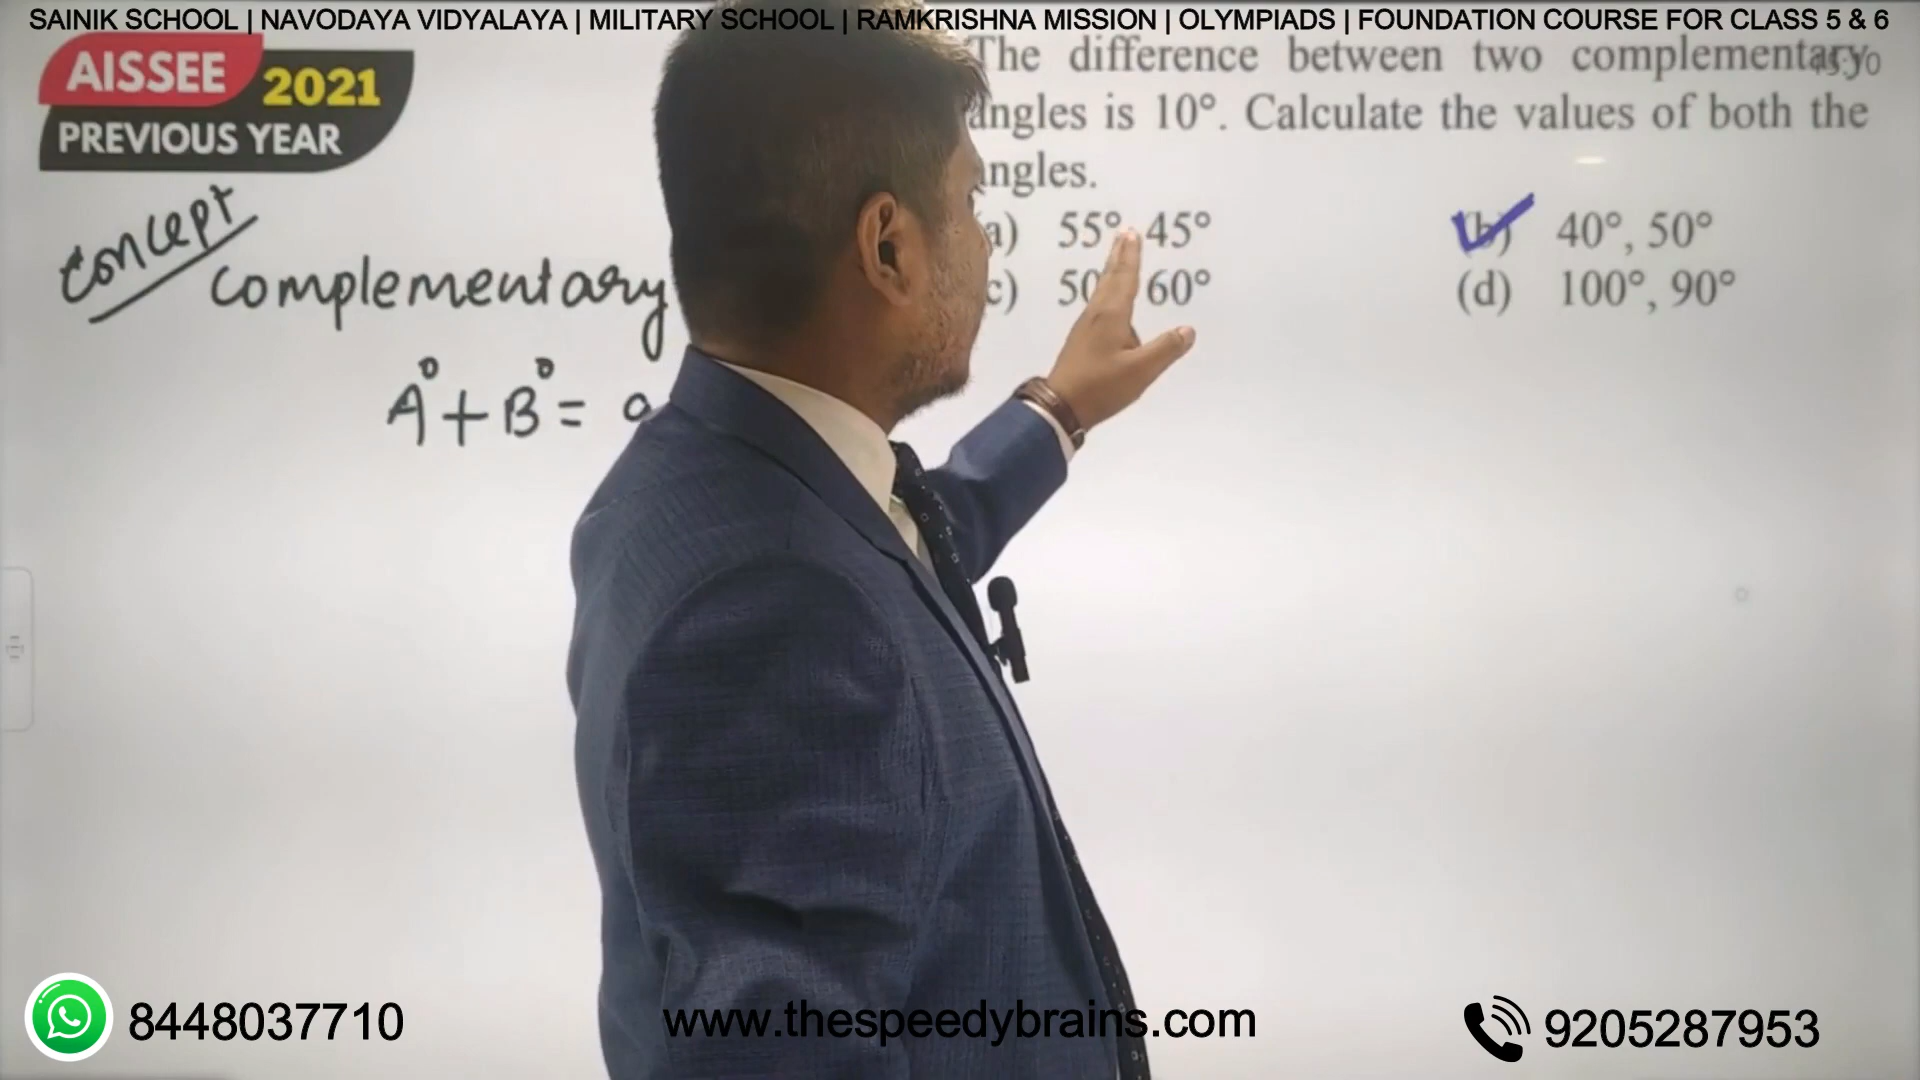 SAINIK SCHOOL | NAVODAYA VIDYALAYA | MILITARY SCHOOL | RAMKRISHNA MISSION | OLYMPIADS | FOUNDATION COURSE FOR CLASS 5 & 6
AISSEE 2021
PREVIOUS YEAR
The difference between two complementary
angles is 10°. Calculate the values of both the
angles.
(a) 55°, 45° (b) 40°, 50°
(c) 50°, 60° (d) 100°, 90°
Concept
Complementary
A° + B° =
8448037710
www.thespeedybrains.com
9205287953